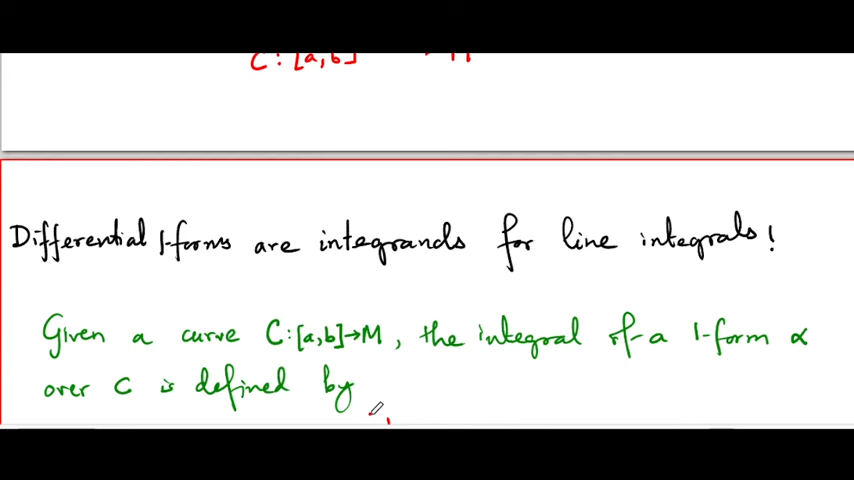 C : [a,b] → M
Differential 1-forms are integrands for line integrals!
Given a curve C:[a,b]→M, the integral of a 1-form α
over C is defined by